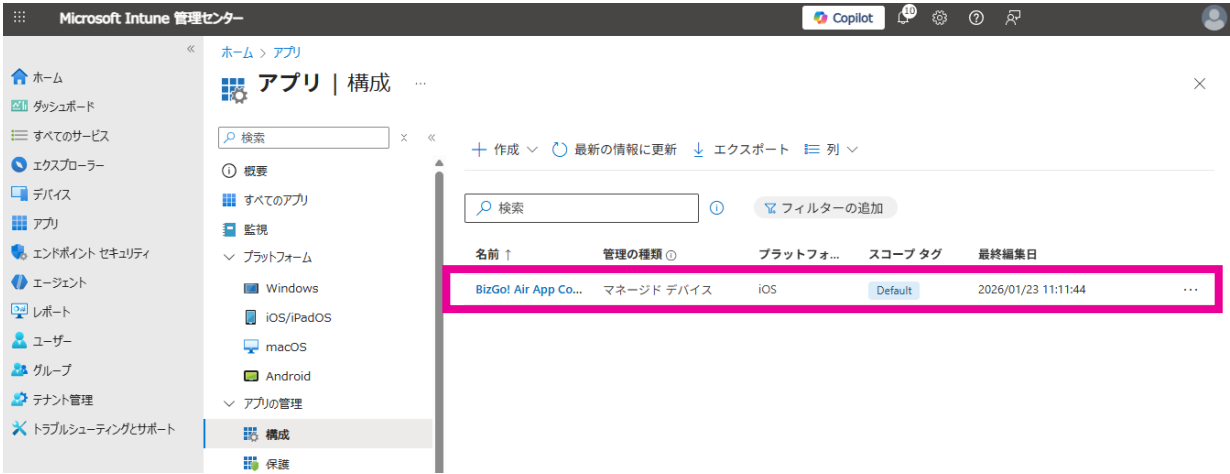 Microsoft Intune 管理センター
Copilot
10
ホーム
ダッシュボード
すべてのサービス
エクスプローラー
デバイス
アプリ
エンドポイント セキュリティ
エージェント
レポート
ユーザー
グループ
テナント管理
トラブルシューティングとサポート
ホーム > アプリ
アプリ | 構成 ...
検索
概要
すべてのアプリ
監視
プラットフォーム
Windows
iOS/iPadOS
macOS
Android
アプリの管理
構成
保護
作成 最新の情報に更新 エクスポート 列
検索 フィルターの追加
名前 ↑ 管理の種類 プラットフォ... スコープ タグ 最終編集日
BizGo! Air App Co... マネージド デバイス iOS Default 2026/01/23 11:11:44 ...